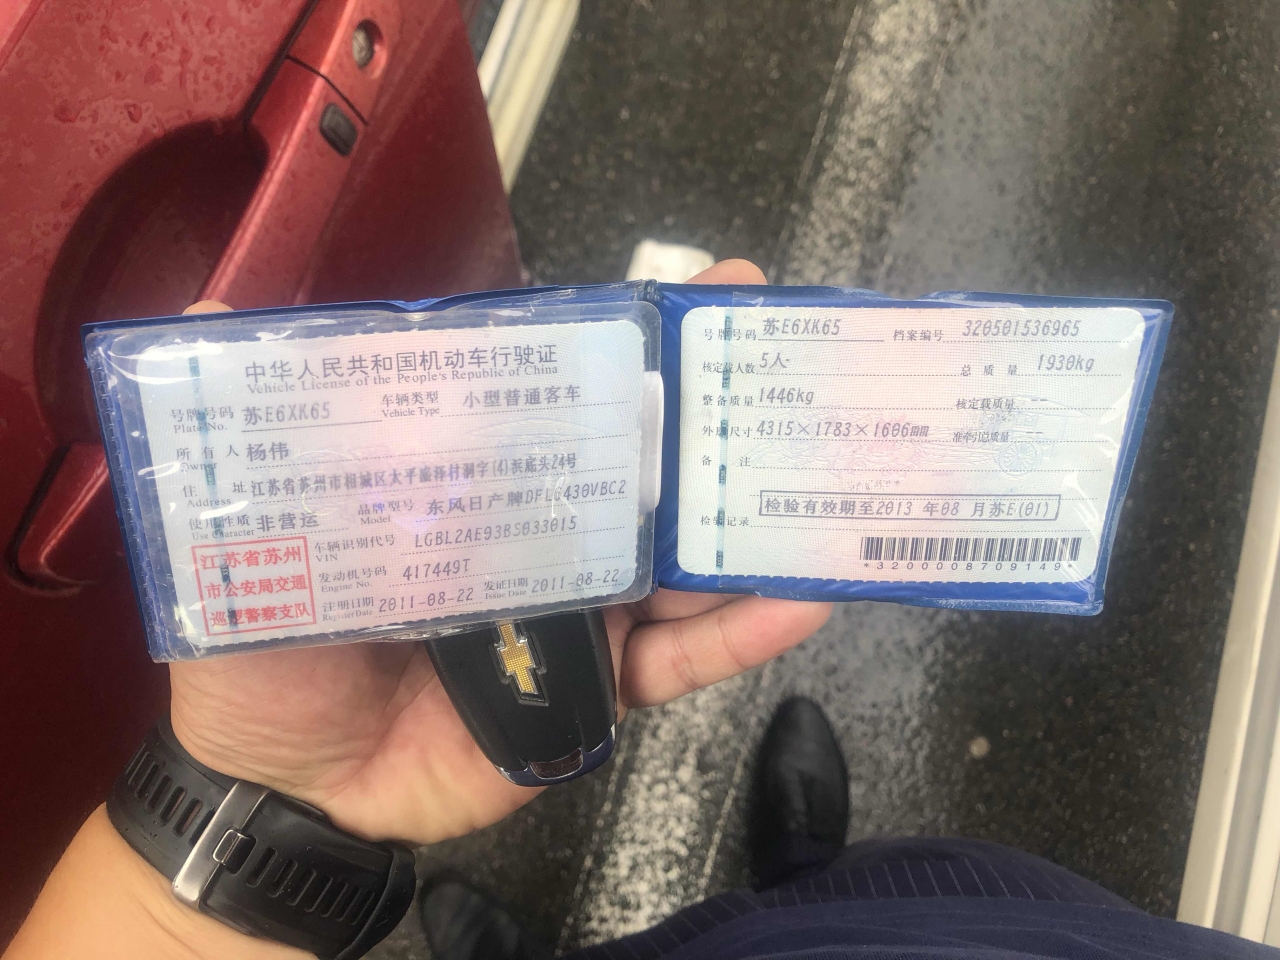 中华人民共和国机动车行驶证
Vehicle License of the People's Republic of China
号牌号码 苏E6XK65 车辆类型 小型普通客车
Plate No. Vehicle Type
所有人 杨伟
Owner
住址 江苏省苏州市相城区太平盛泽村 字(4)浜底头24号
Address
使用性质 非营运 品牌型号 东风日产牌DFL6430VBC2
Use Character Model
江苏省苏州
市公安局交通
巡逻警察支队
车辆识别代号 LGBL2AE93BS033015
VIN
发动机号码 417449T
Engine No.
注册日期 2011-08-22 发证日期 2011-08-22
Register Date Issue Date
号牌号码 苏E6XK65 档案编号 320501536965
核定载人数 5人 总质量 1930kg
整备质量 1446kg 核定载质量 --
外廓尺寸 4315×1783×1606mm 准牵引总质量 --
备注
检验记录 检验有效期至2013年08月苏E(01)
*3200008709149*